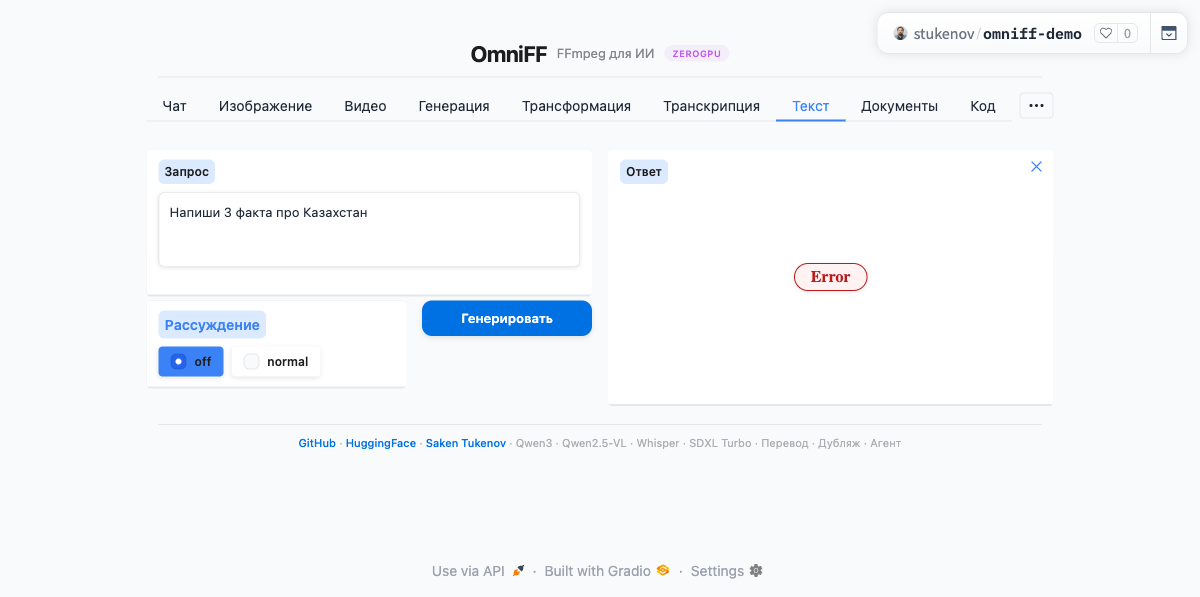 stukenov/omniff-demo
0
OmniFF FFmpeg для ИИ ZEROGPU
Чат Изображение Видео Генерация Трансформация Транскрипция Текст Документы Код ...
Запрос
Напиши 3 факта про Казахстан
Рассуждение
off normal
Генерировать
Ответ
Error
GitHub · HuggingFace · Saken Tukenov · Qwen3 · Qwen2.5-VL · Whisper · SDXL Turbo · Перевод · Дубляж · Агент
Use via API · Built with Gradio · Settings